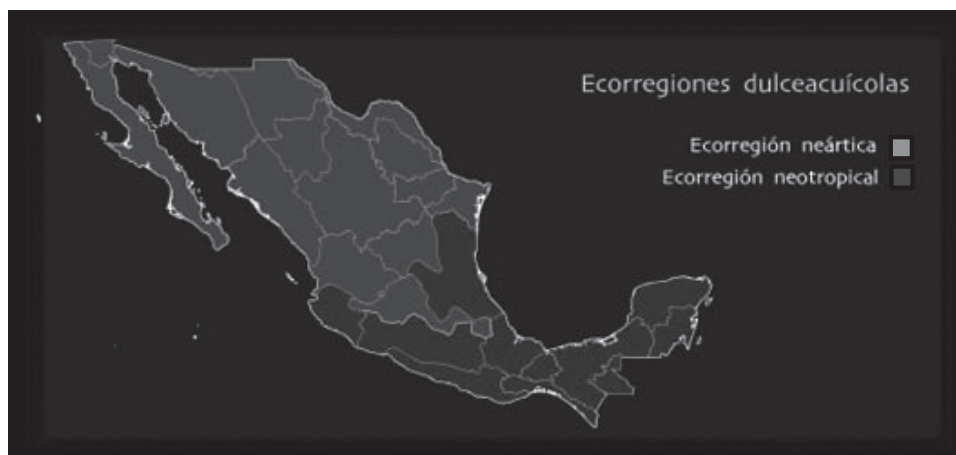 Ecorregiones dulceacuícolas
Ecorregión neártica
Ecorregión neotropical